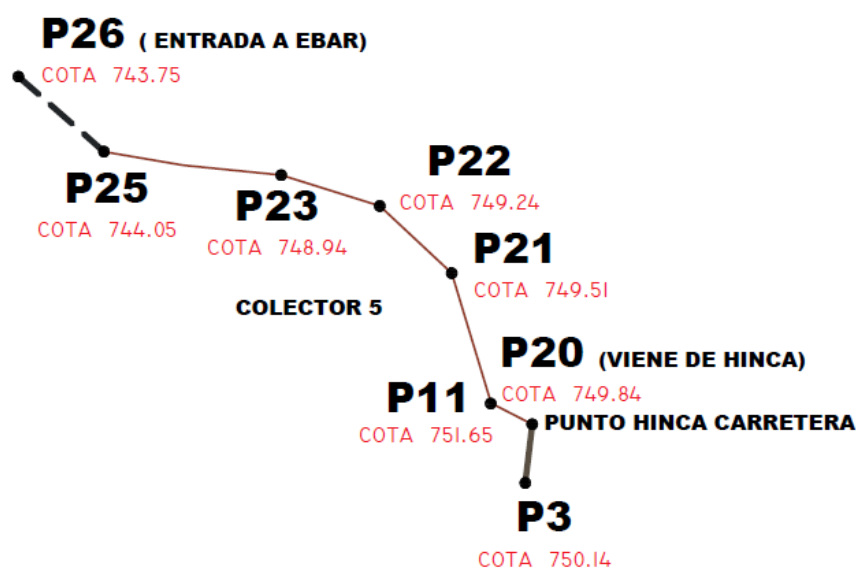 P26 ( ENTRADA A EBAR)
COTA 743.75
P22
P25
COTA 749.24
P23
COTA 744.05
COTA 748.94
P21
COTA 749.51
COLECTOR 5
P20 (VIENE DE HINCA)
COTA 749.84
P11
PUNTO HINCA CARRETERA
COTA 751.65
P3
COTA 750.14